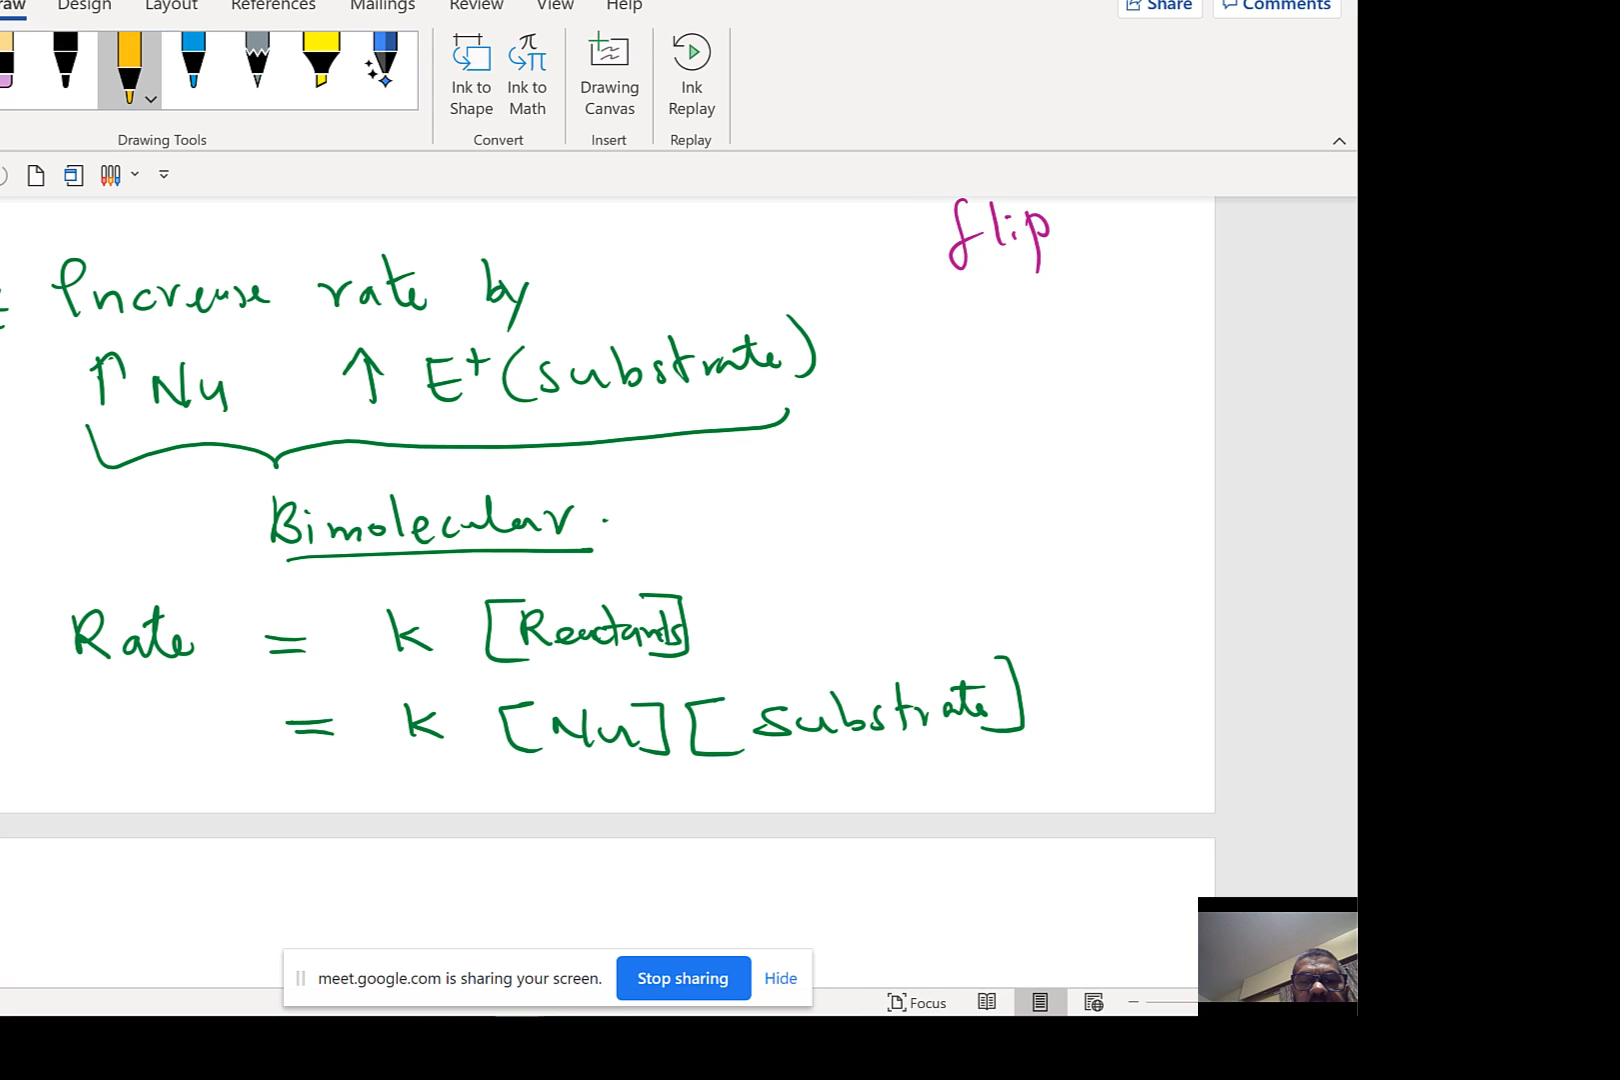 Design Layout References Mailings Review View Help
Share Comments
Ink to Shape
Ink to Math
Drawing Canvas
Ink Replay
Drawing Tools Convert Insert Replay
flip
Increase rate by
↑ Nu ↑ E+ (substrate)
Bimolecular.
Rate = k [Reactants]
= k [Nu][substrate]
meet.google.com is sharing your screen. Stop sharing Hide
Focus